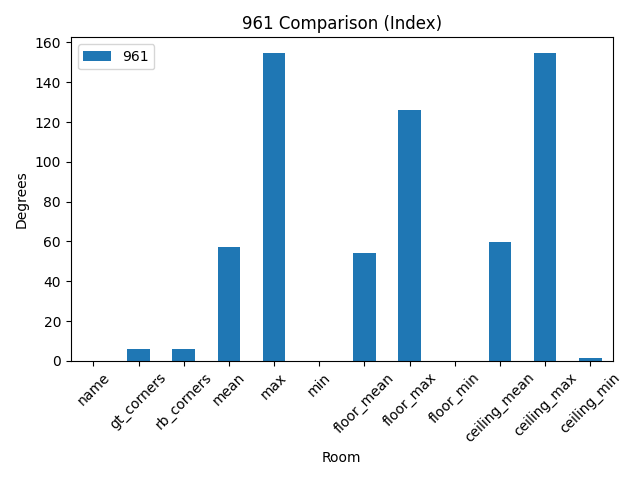 961 Comparison (Index)
961
Degrees
160
140
120
100
80
60
40
20
0
name
gt_corners
rb_corners
mean
max
min
floor_mean
floor_max
floor_min
ceiling_mean
ceiling_max
ceiling_min
Room